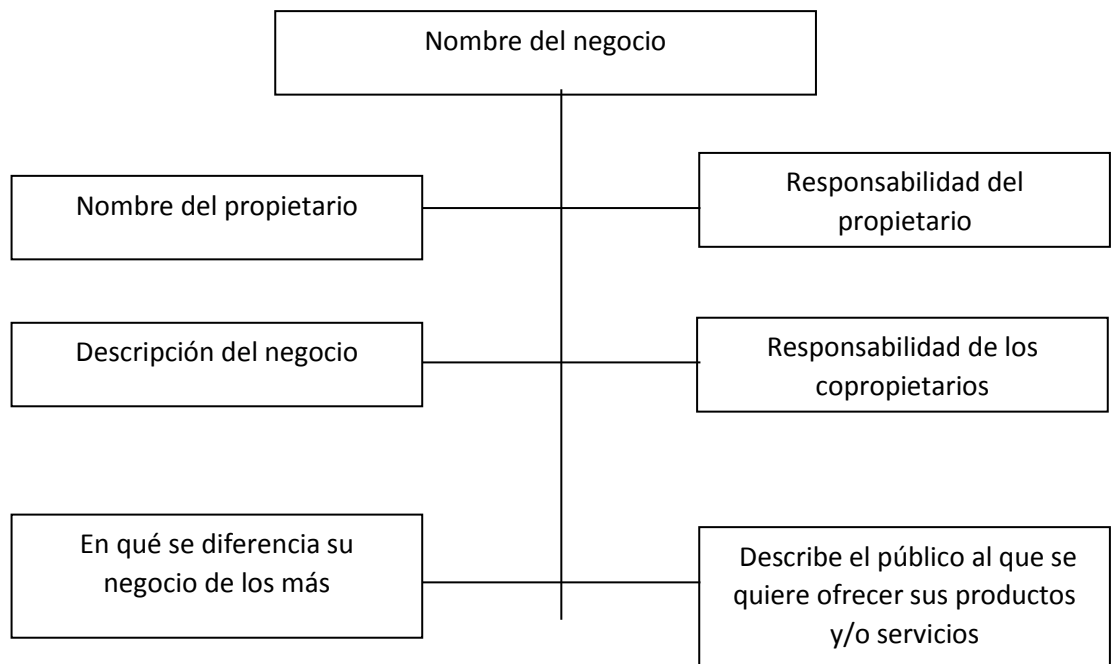 Nombre del negocio
Nombre del propietario
Responsabilidad del
propietario
Descripción del negocio
Responsabilidad de los
copropietarios
En qué se diferencia su
negocio de los más
Describe el público al que se
quiere ofrecer sus productos
y/o servicios